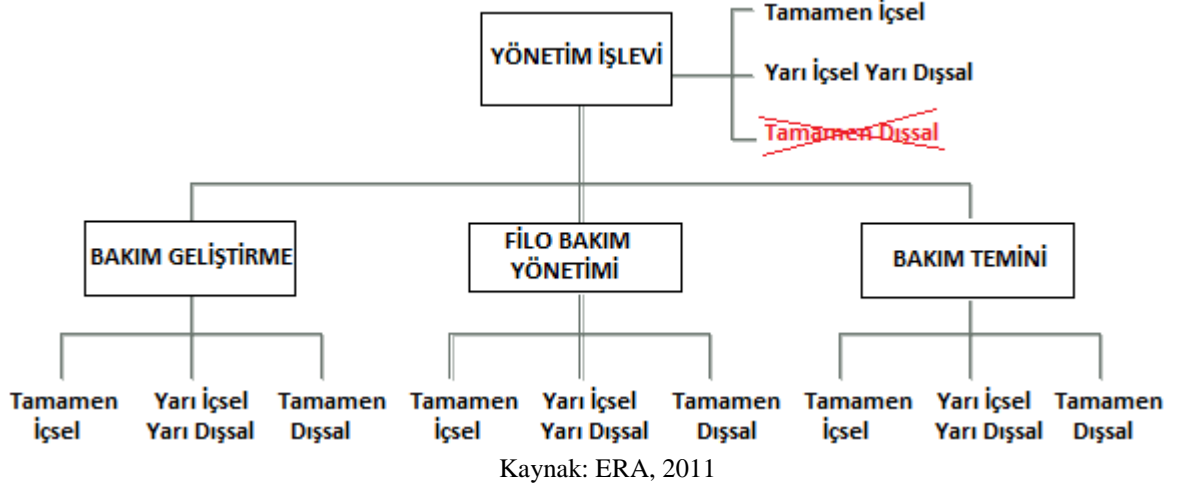 Tamamen İçsel
YÖNETİM İŞLEVİ
Yarı İçsel Yarı Dışsal
Tamamen Dışsal
BAKIM GELİŞTİRME
FİLO BAKIM
YÖNETİMİ
BAKIM TEMİNİ
Tamamen
İçsel
Yarı İçsel
Yarı Dışsal
Tamamen
Dışsal
Tamamen
İçsel
Yarı İçsel
Yarı Dışsal
Tamamen
Dışsal
Tamamen
İçsel
Yarı İçsel
Yarı Dışsal
Tamamen
Dışsal
Kaynak: ERA, 2011